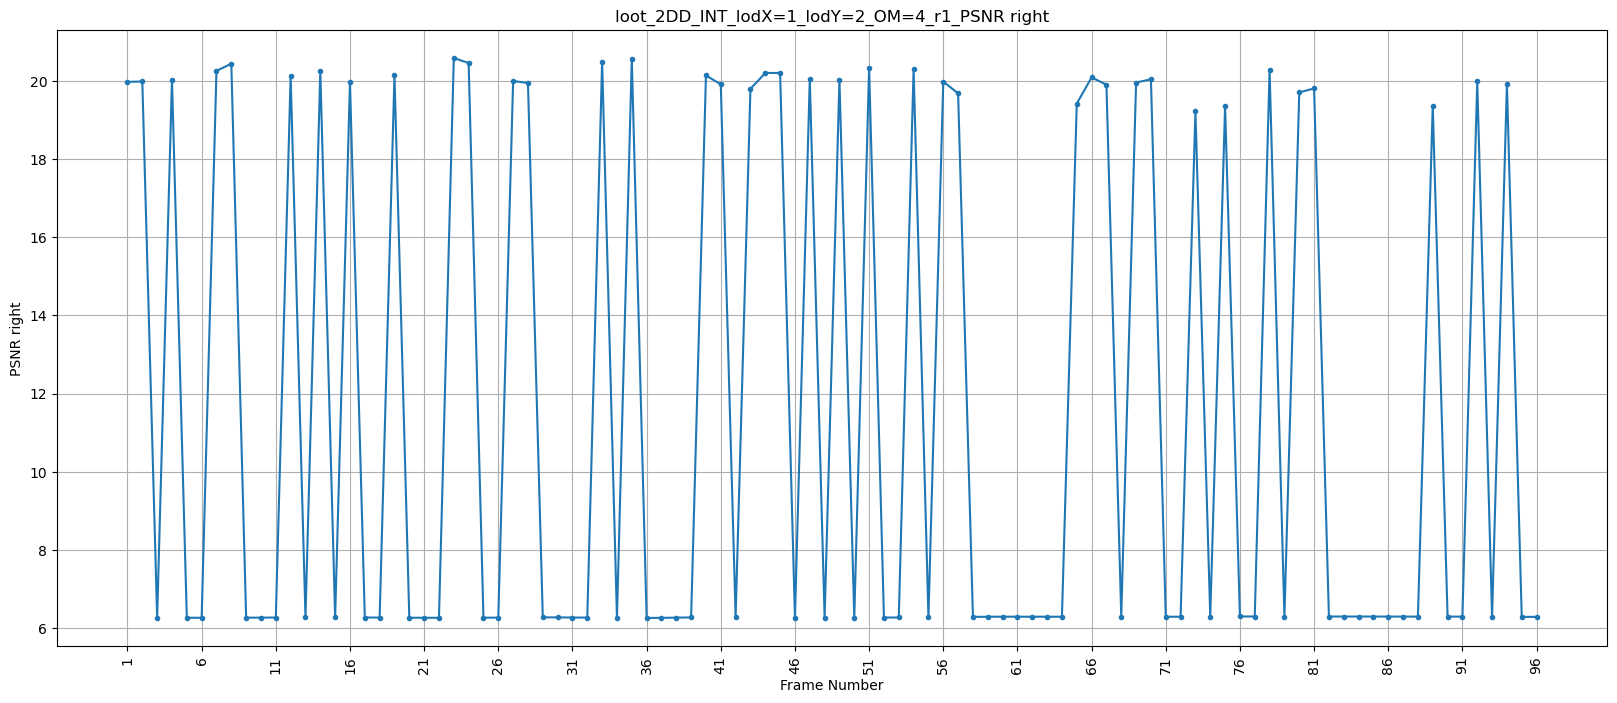 loot_2DD_INT_lodX=1_lodY=2_OM=4_r1_PSNR right
PSNR right
20
18
16
14
12
10
8
6
1 6 11 16 21 26 31 36 41 46 51 56 61 66 71 76 81 86 91 96
Frame Number